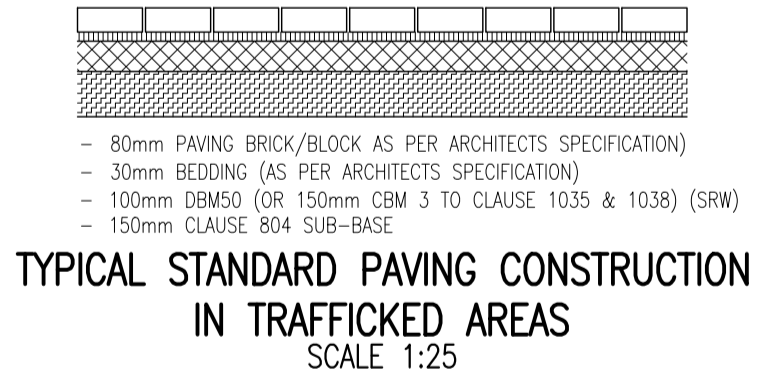 - 80mm PAVING BRICK/BLOCK AS PER ARCHITECTS SPECIFICATION)
- 30mm BEDDING (AS PER ARCHITECTS SPECIFICATION)
- 100mm DBM50 (OR 150mm CBM 3 TO CLAUSE 1035 & 1038) (SRW)
- 150mm CLAUSE 804 SUB-BASE
TYPICAL STANDARD PAVING CONSTRUCTION
IN TRAFFICKED AREAS
SCALE 1:25